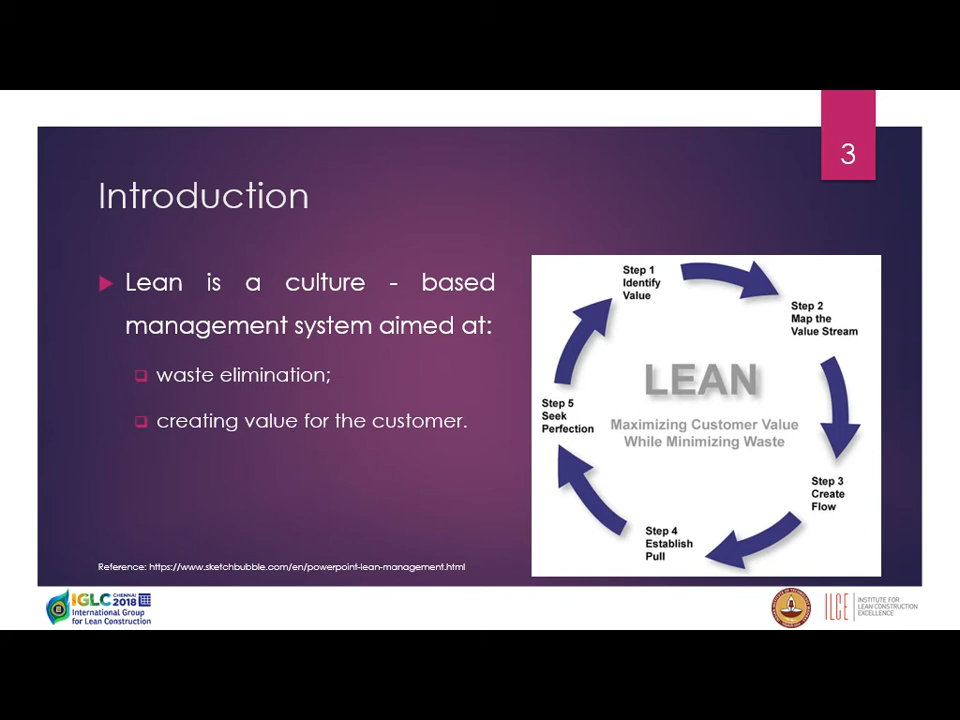 3
Introduction
Lean is a culture - based
management system aimed at:
waste elimination;
creating value for the customer.
Reference: https://www.sketchbubble.com/en/powerpoint-lean-management.html
Step 1
Identify
Value
Step 2
Map the
Value Stream
Step 3
Create
Flow
Step 4
Establish
Pull
Step 5
Seek
Perfection
LEAN
Maximizing Customer Value
While Minimizing Waste
IGLC CHENNAI 2018
International Group
for Lean Construction
ILCE
INSTITUTE FOR
LEAN CONSTRUCTION
EXCELLENCE